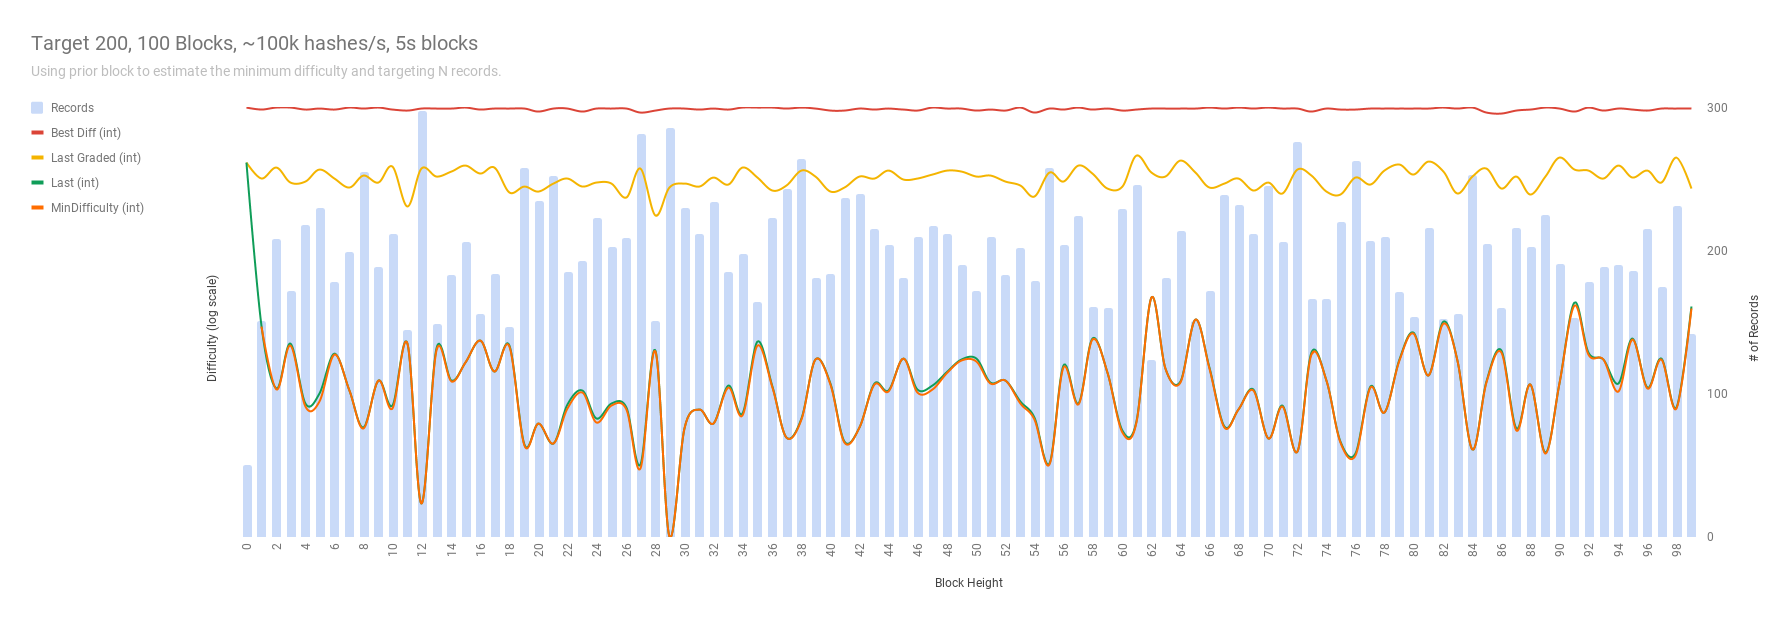 Target 200, 100 Blocks, ~100k hashes/s, 5s blocks
Using prior block to estimate the minimum difficulty and targeting N records.
Records
Best Diff (int)
Last Graded (int)
Last (int)
MinDifficulty (int)
Difficulty (log scale)
300
200
100
0
# of Records
0 2 4 6 8 10 12 14 16 18 20 22 24 26 28 30 32 34 36 38 40 42 44 46 48 50 52 54 56 58 60 62 64 66 68 70 72 74 76 78 80 82 84 86 88 90 92 94 96 98
Block Height